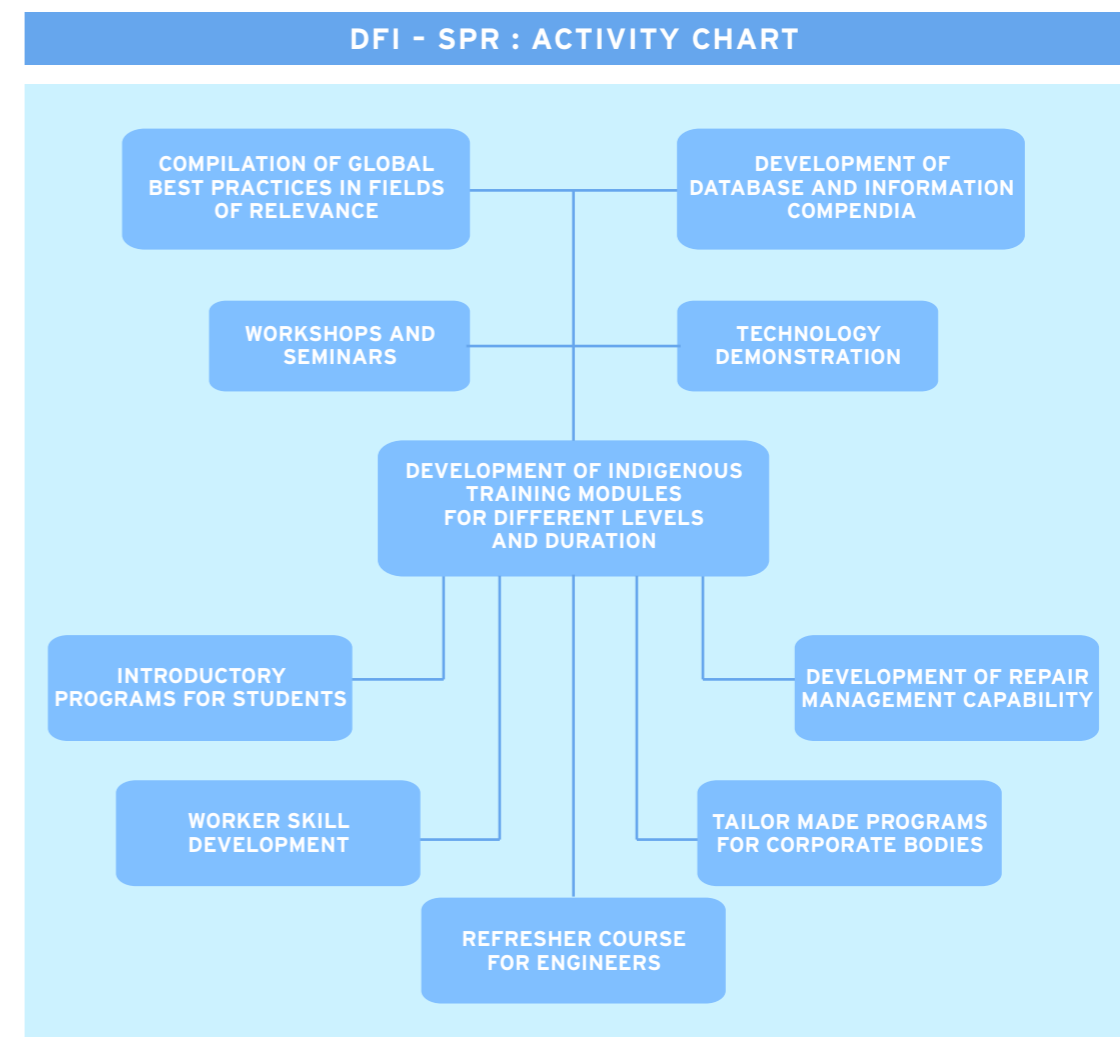 DFI – SPR : ACTIVITY CHART
COMPILATION OF GLOBAL
BEST PRACTICES IN FIELDS
OF RELEVANCE
DEVELOPMENT OF
DATABASE AND INFORMATION
COMPENDIA
WORKSHOPS AND
SEMINARS
TECHNOLOGY
DEMONSTRATION
DEVELOPMENT OF INDIGENOUS
TRAINING MODULES
FOR DIFFERENT LEVELS
AND DURATION
INTRODUCTORY
PROGRAMS FOR STUDENTS
DEVELOPMENT OF REPAIR
MANAGEMENT CAPABILITY
WORKER SKILL
DEVELOPMENT
TAILOR MADE PROGRAMS
FOR CORPORATE BODIES
REFRESHER COURSE
FOR ENGINEERS